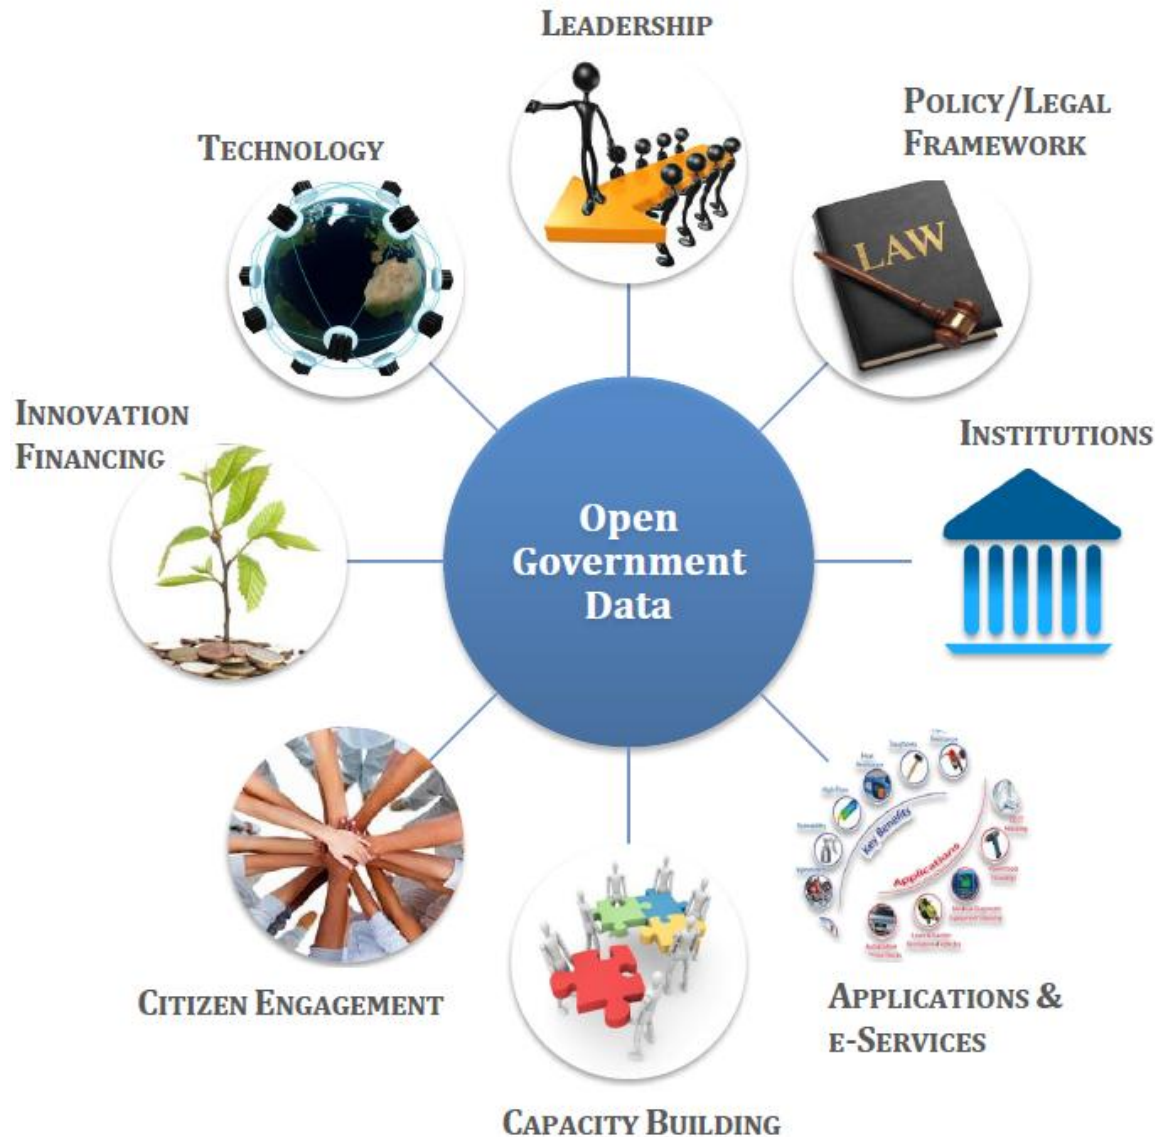 LEADERSHIP
POLICY/LEGAL
FRAMEWORK
TECHNOLOGY
LAW
INNOVATION
FINANCING
INSTITUTIONS
Open
Government
Data
Key Benefits
Applications
CITIZEN ENGAGEMENT
APPLICATIONS &
E-SERVICES
CAPACITY BUILDING